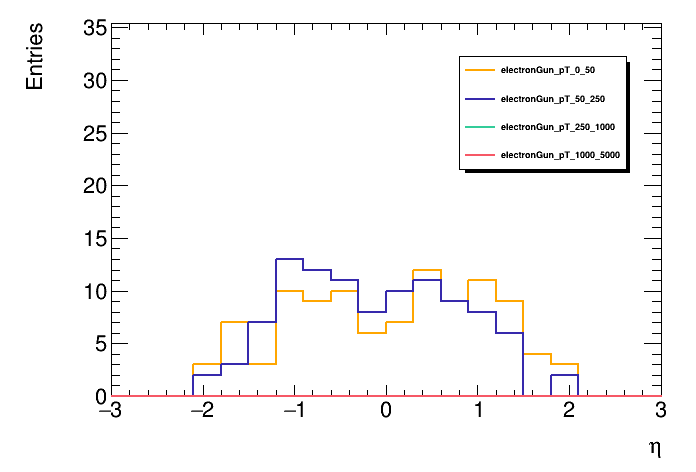 Entries
35
30
25
20
15
10
5
0
electronGun_pT_0_50
electronGun_pT_50_250
electronGun_pT_250_1000
electronGun_pT_1000_5000
−3 −2 −1 0 1 2 3
η